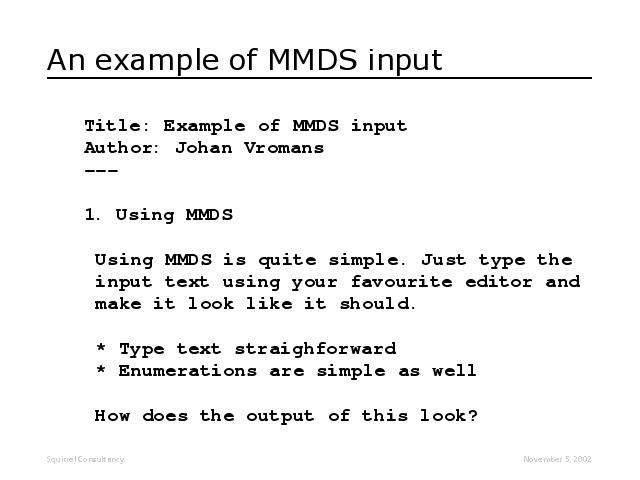 An example of MMDS input
Title: Example of MMDS input
Author: Johan Vromans
---
1. Using MMDS
Using MMDS is quite simple. Just type the
input text using your favourite editor and
make it look like it should.
* Type text straighforward
* Enumerations are simple as well
How does the output of this look?
Squirrel Consultancy
November 5, 2002